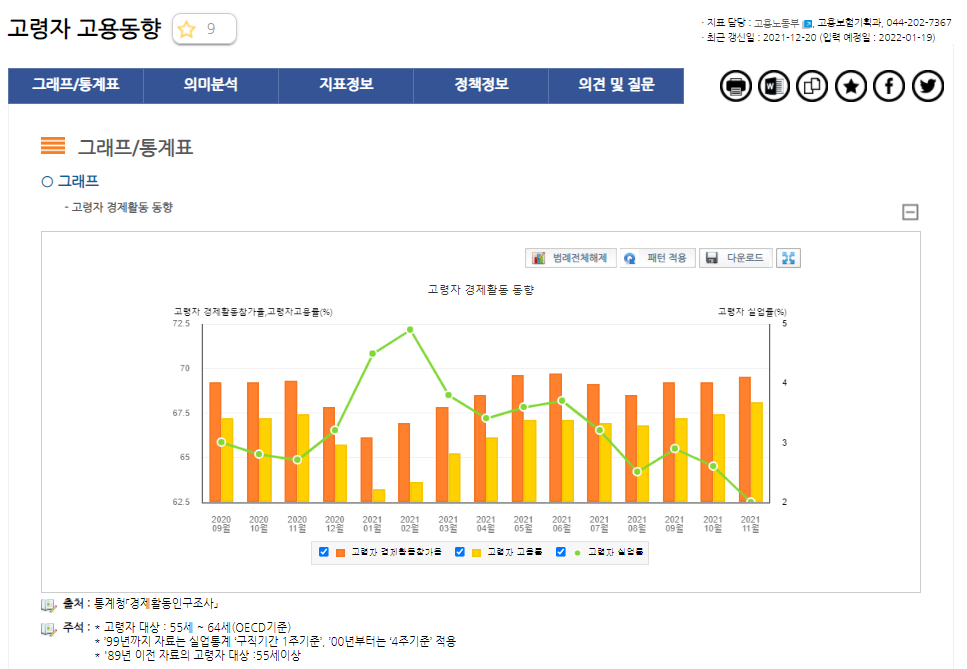 고령자 고용동향
9
· 지표 담당 : 고용노동부, 고용보험기획과, 044-202-7367
· 최근 갱신일 : 2021-12-20 (입력 예정일 : 2022-01-19)
그래프/통계표
의미분석
지표정보
정책정보
의견 및 질문
그래프/통계표
그래프
- 고령자 경제활동 동향
범례전체해제
패턴 적용
다운로드
고령자 경제활동 동향
고령자 경제활동참가율,고령자고용률(%)
고령자 실업률(%)
72.5
70
67.5
65
62.5
5
4
3
2
2020 2020 2020 2020 2021 2021 2021 2021 2021 2021 2021 2021 2021 2021 2021
09월 10월 11월 12월 01월 02월 03월 04월 05월 06월 07월 08월 09월 10월 11월
고령자 경제활동참가율 고령자 고용률 고령자 실업률
출처 : 통계청「경제활동인구조사」
주석 : * 고령자 대상 : 55세 ~ 64세(OECD기준)
* '99년까지 자료는 실업통계 '구직기간 1주기준', '00년부터는 '4주기준' 적용
* '89년 이전 자료의 고령자 대상 :55세이상